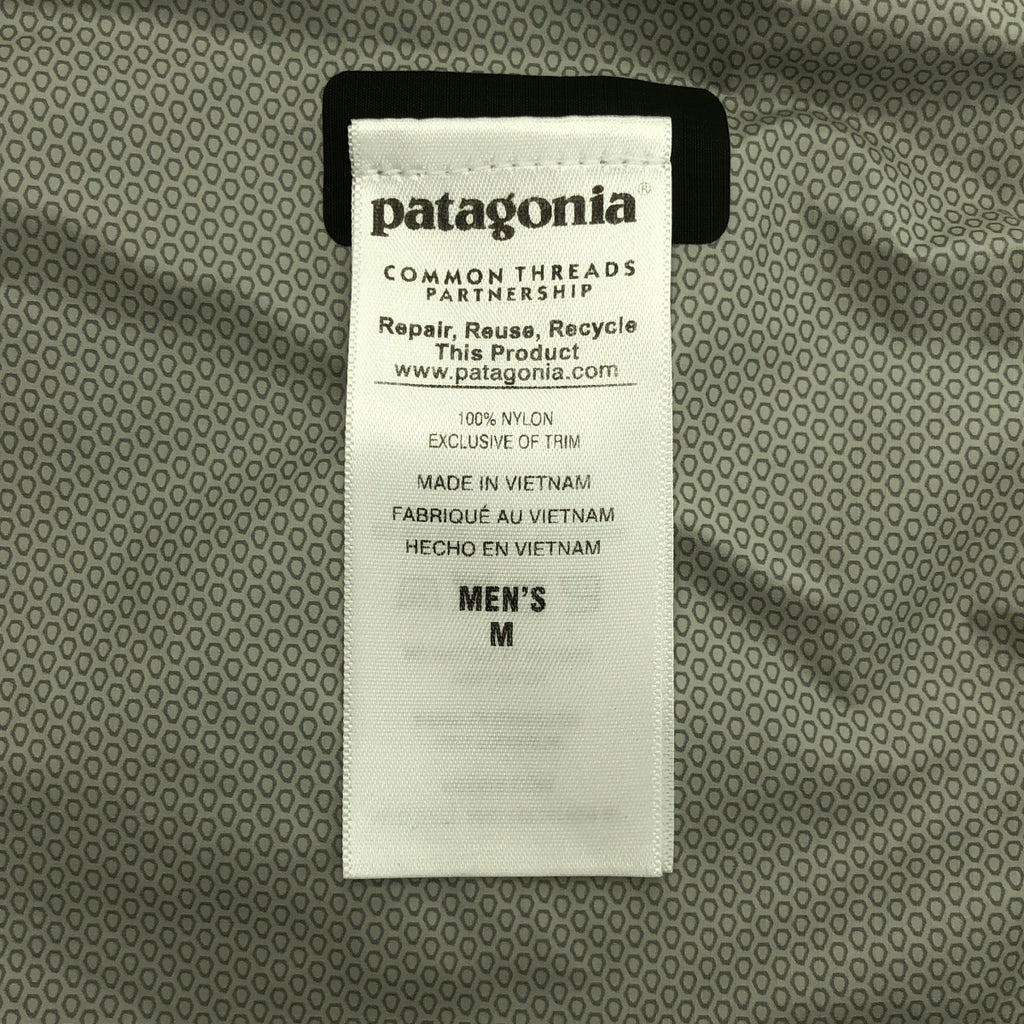 patagonia®
COMMON THREADS
PARTNERSHIP
Repair, Reuse, Recycle
This Product
www.patagonia.com
100% NYLON
EXCLUSIVE OF TRIM
MADE IN VIETNAM
FABRIQUÉ AU VIETNAM
HECHO EN VIETNAM
MEN'S
M